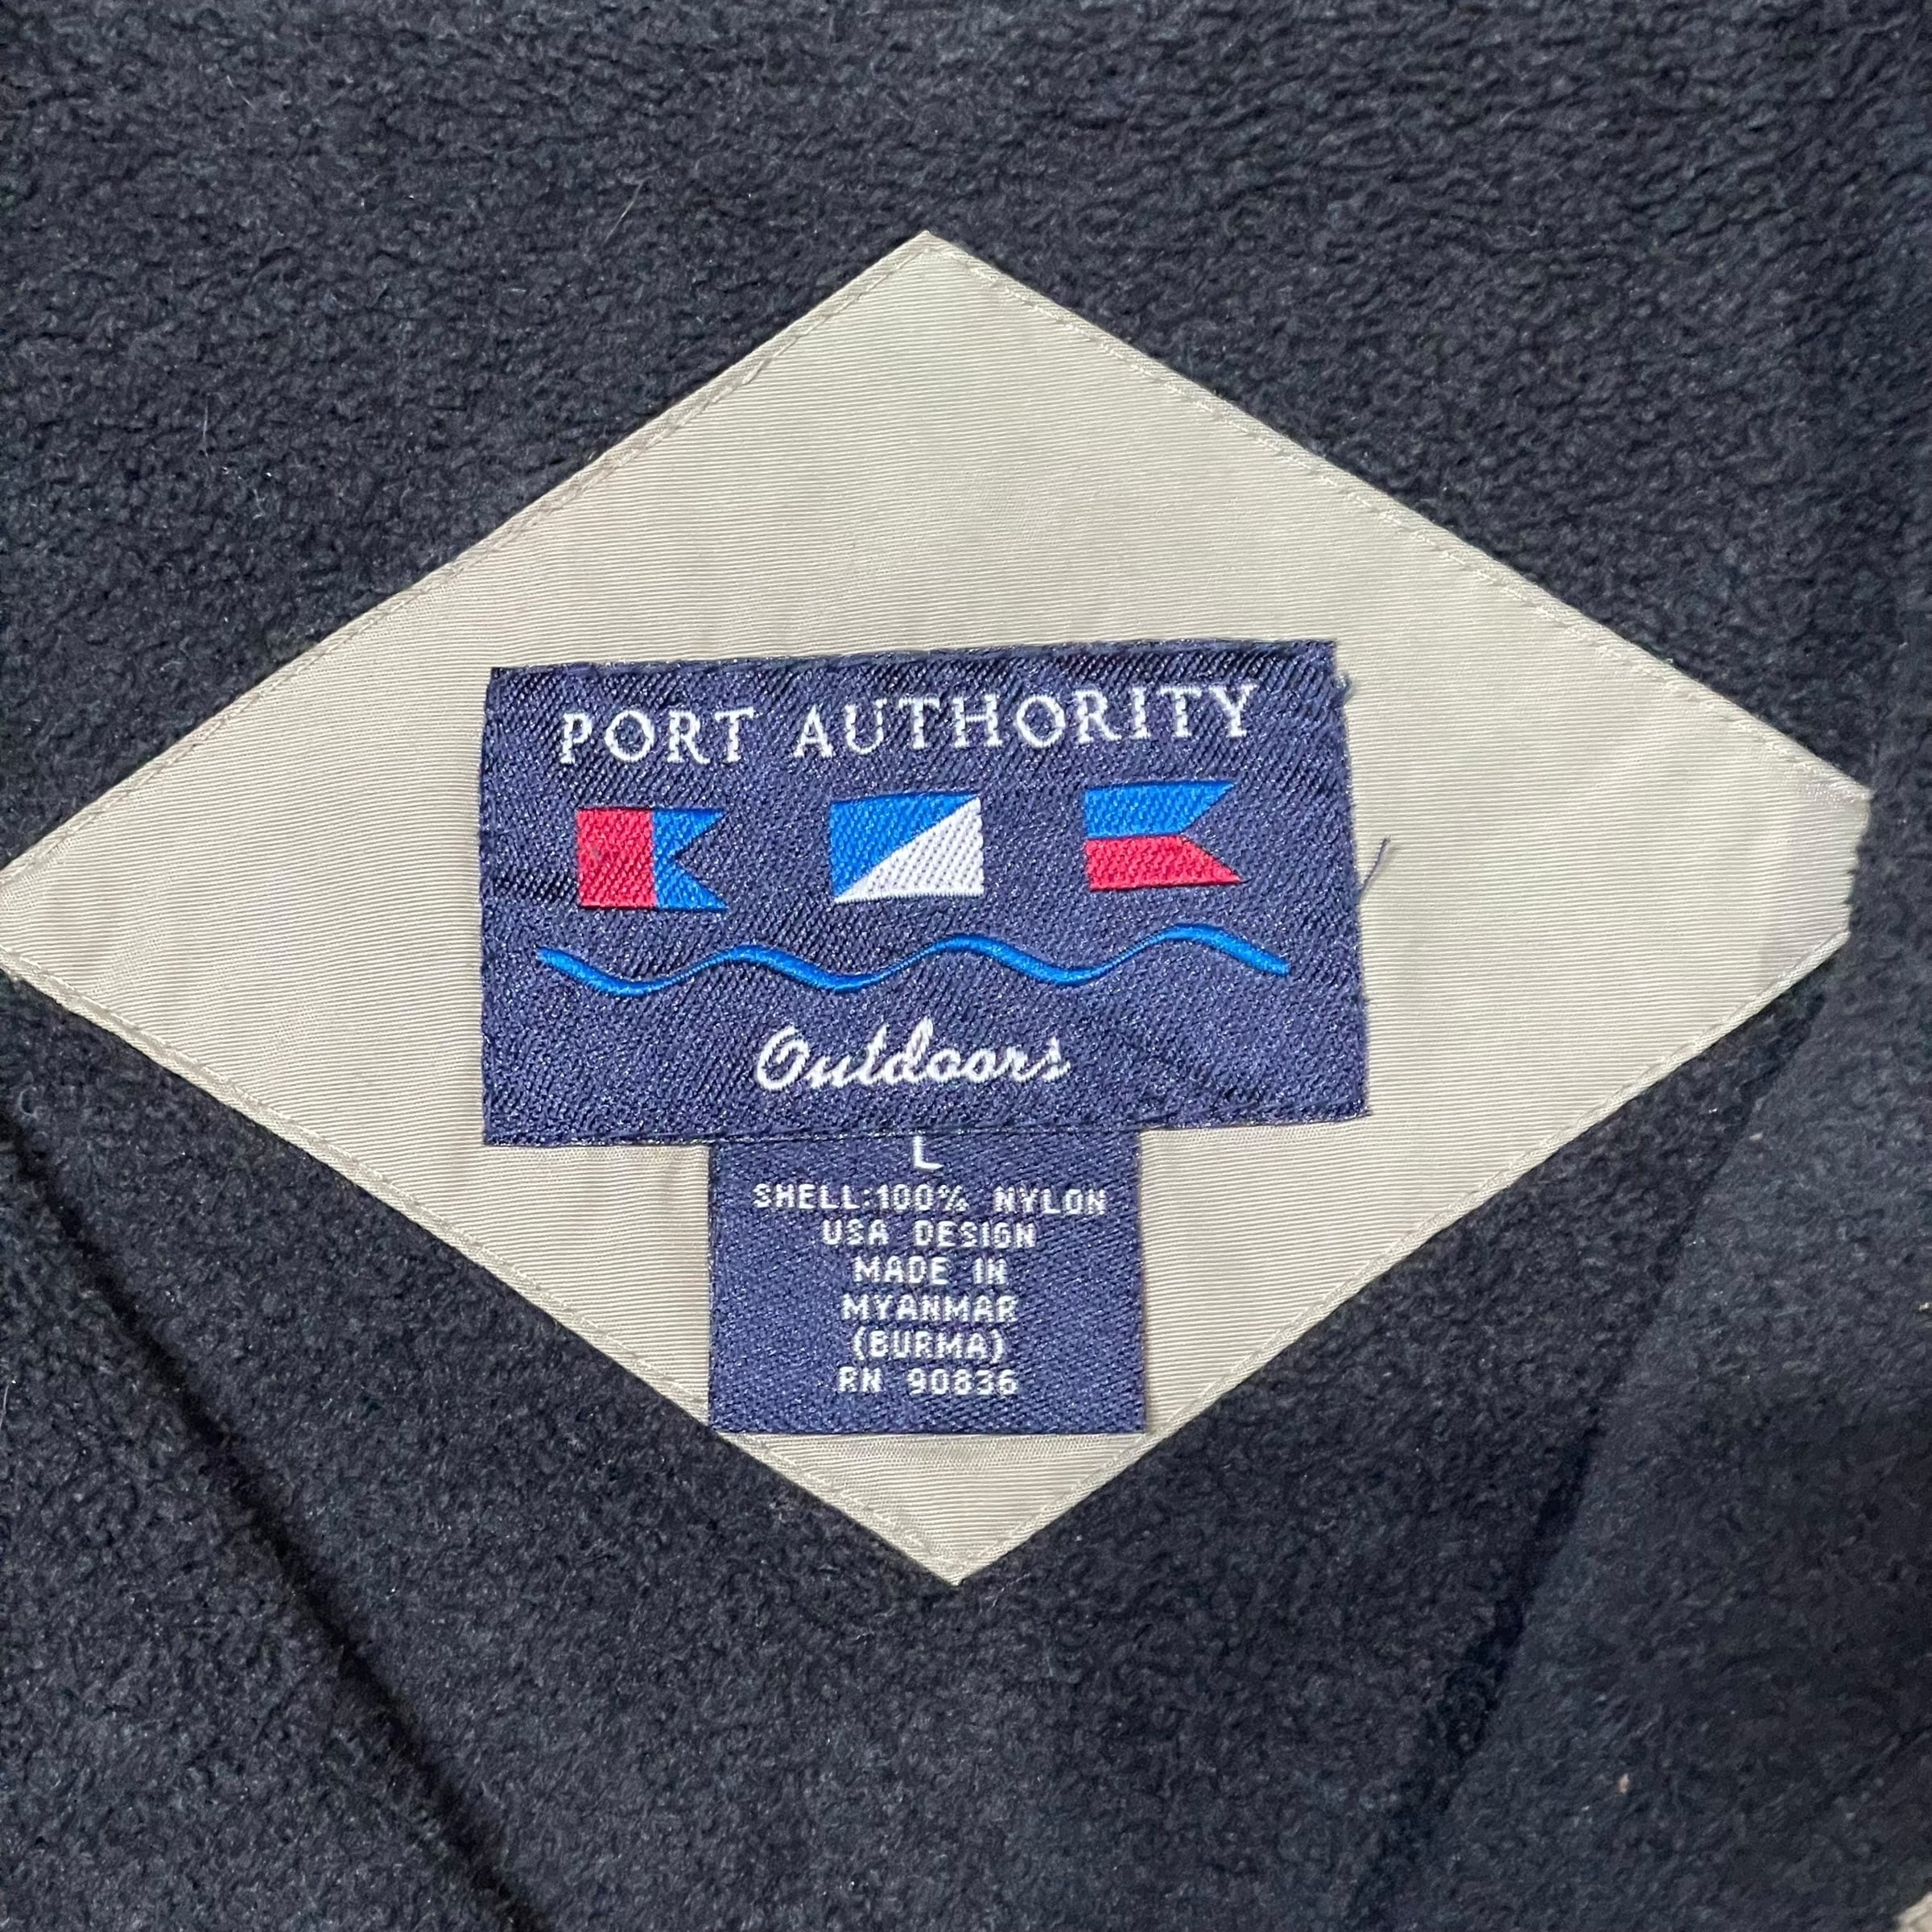 PORT AUTHORITY
Outdoors
L
SHELL:100% NYLON
USA DESIGN
MADE IN
MYANMAR
(BURMA)
RN 90836